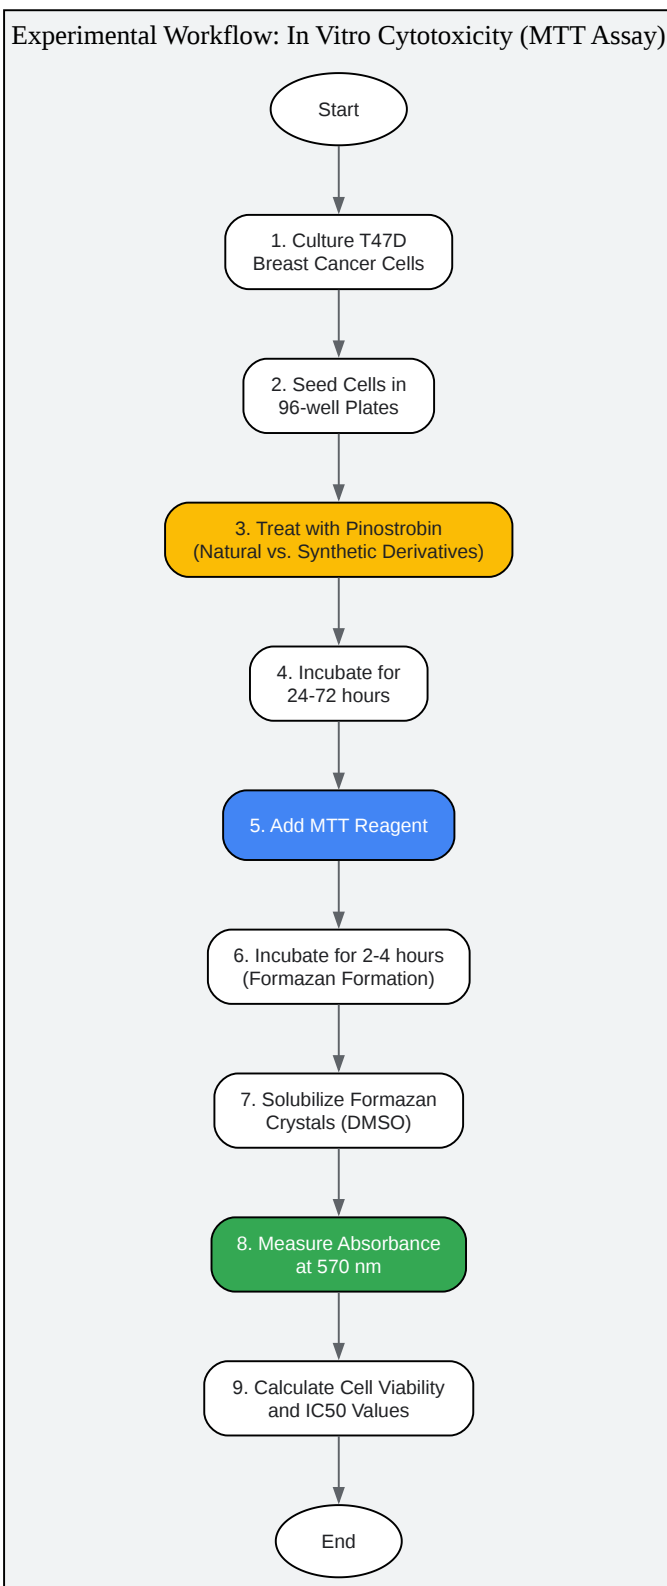 Experimental Workflow: In Vitro Cytotoxicity (MTT Assay)
Start
1. Culture T47D
Breast Cancer Cells
2. Seed Cells in
96-well Plates
3. Treat with Pinostrobin
(Natural vs. Synthetic Derivatives)
4. Incubate for
24-72 hours
5. Add MTT Reagent
6. Incubate for 2-4 hours
(Formazan Formation)
7. Solubilize Formazan
Crystals (DMSO)
8. Measure Absorbance
at 570 nm
9. Calculate Cell Viability
and IC50 Values
End